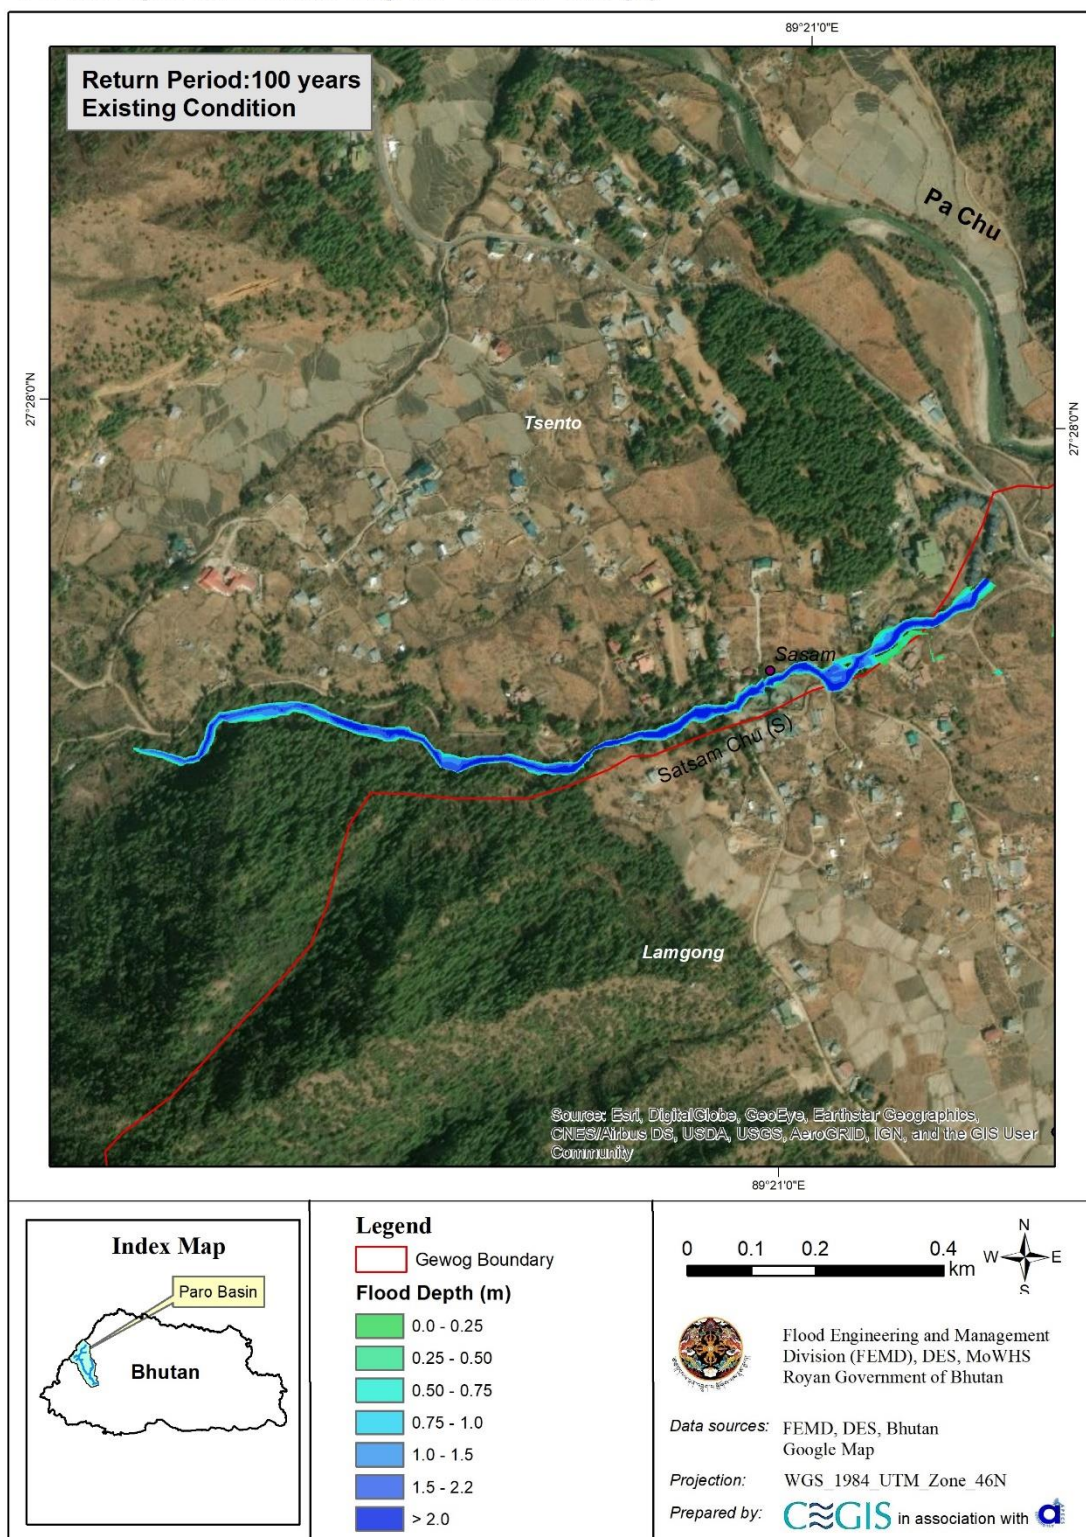 89°21'0"E
Return Period:100 years
Existing Condition
Pa Chu
27°28'0"N
27°28'0"N
Tsento
Sasam
Satsam Chu (S)
Lamgong
Source: Esri, DigitalGlobe, GeoEye, Earthstar Geographics,
CNES/Airbus DS, USDA, USGS, AeroGRID, IGN, and the GIS User
Community
89°21'0"E
Index Map
Paro Basin
Bhutan
Legend
Gewog Boundary
Flood Depth (m)
0.0 - 0.25
0.25 - 0.50
0.50 - 0.75
0.75 - 1.0
1.0 - 1.5
1.5 - 2.2
> 2.0
0 0.1 0.2 0.4
km
N
W E
S
Flood Engineering and Management
Division (FEMD), DES, MoWHS
Royan Government of Bhutan
Data sources: FEMD, DES, Bhutan
Google Map
Projection: WGS_1984_UTM_Zone_46N
Prepared by: CEGIS in association with